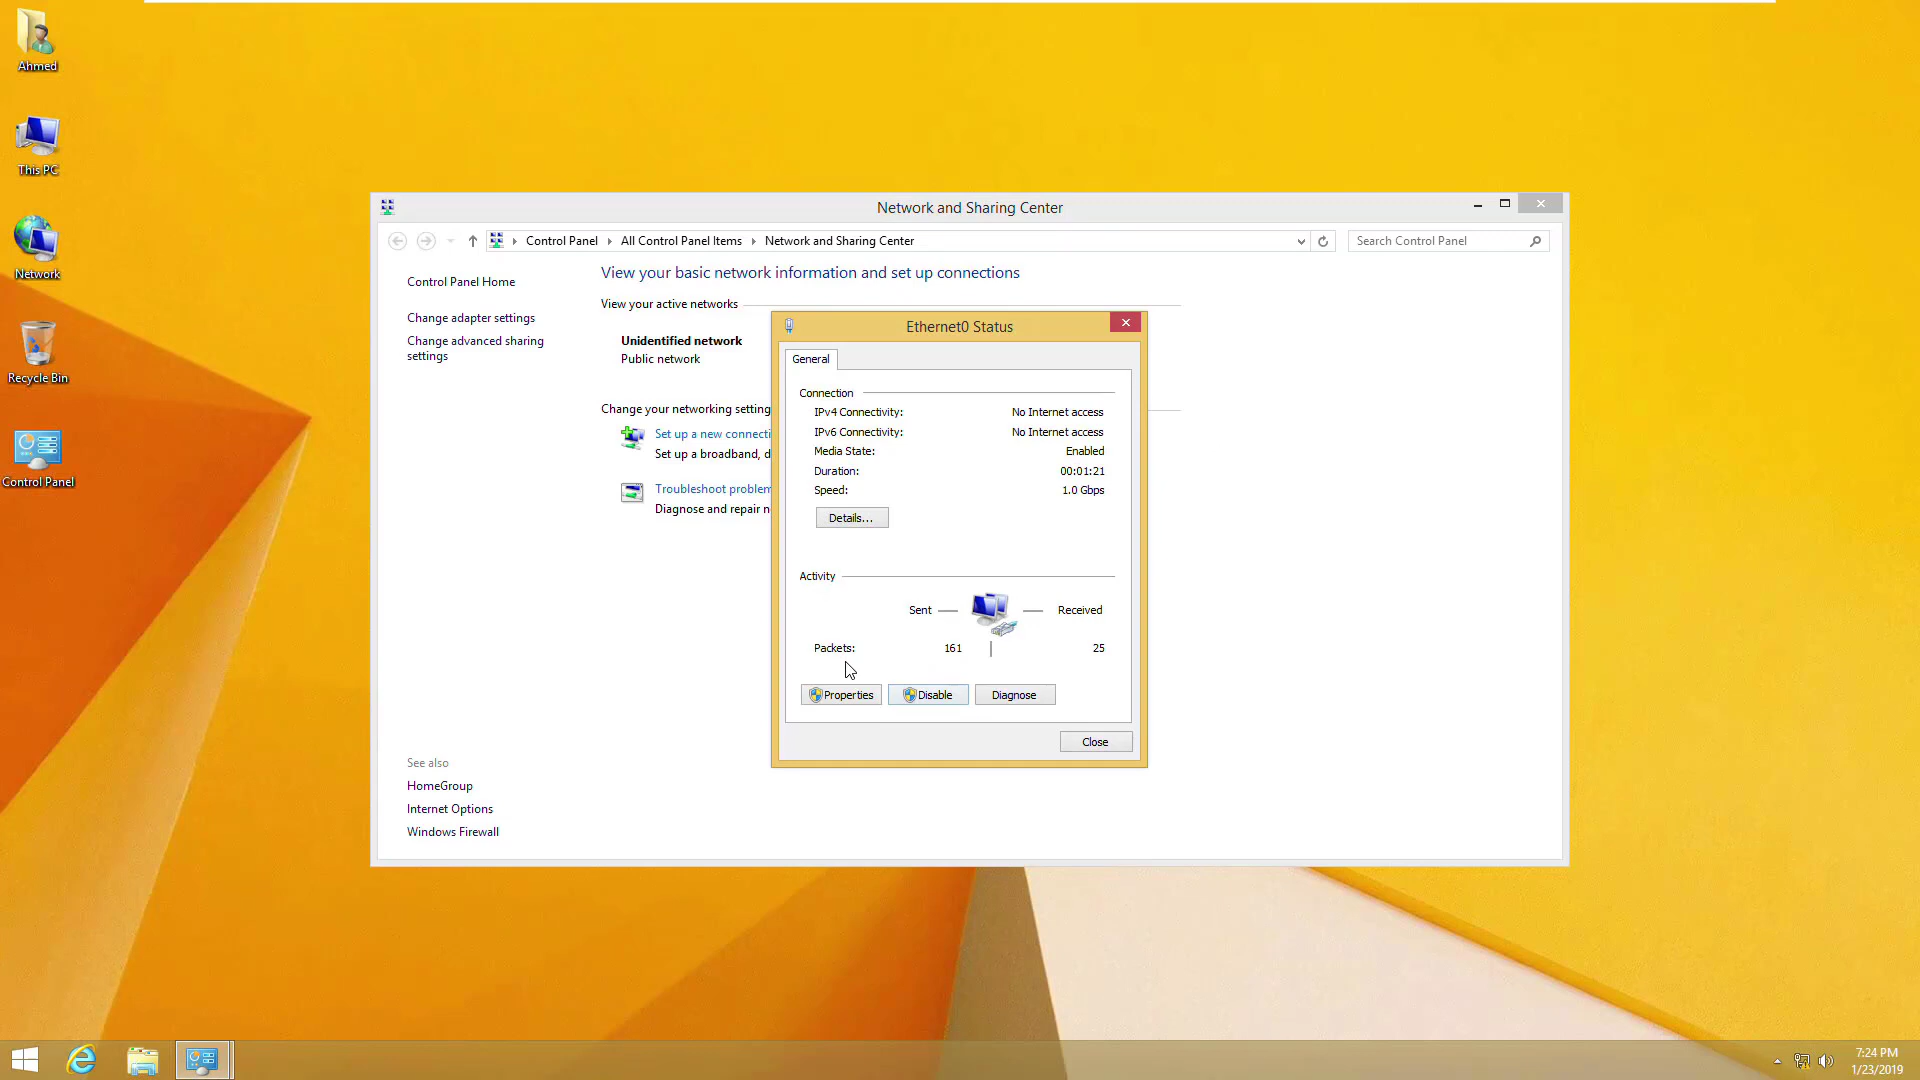 Ahmed
This PC
Network
Recycle Bin
Control Panel
Network and Sharing Center
Control Panel
All Control Panel Items
Network and Sharing Center
Search Control Panel
Control Panel Home
Change adapter settings
Change advanced sharing
settings
See also
HomeGroup
Internet Options
Windows Firewall
View your basic network information and set up connections
View your active networks
Unidentified network
Public network
Change your networking setting
Set up a new connecti
Set up a broadband, d
Troubleshoot problem
Diagnose and repair n
Ethernet0 Status
General
Connection
IPv4 Connectivity: No Internet access
IPv6 Connectivity: No Internet access
Media State: Enabled
Duration: 00:01:21
Speed: 1.0 Gbps
Details...
Activity
Sent Received
Packets: 161 25
Properties Disable Diagnose
Close
7:24 PM
1/23/2019